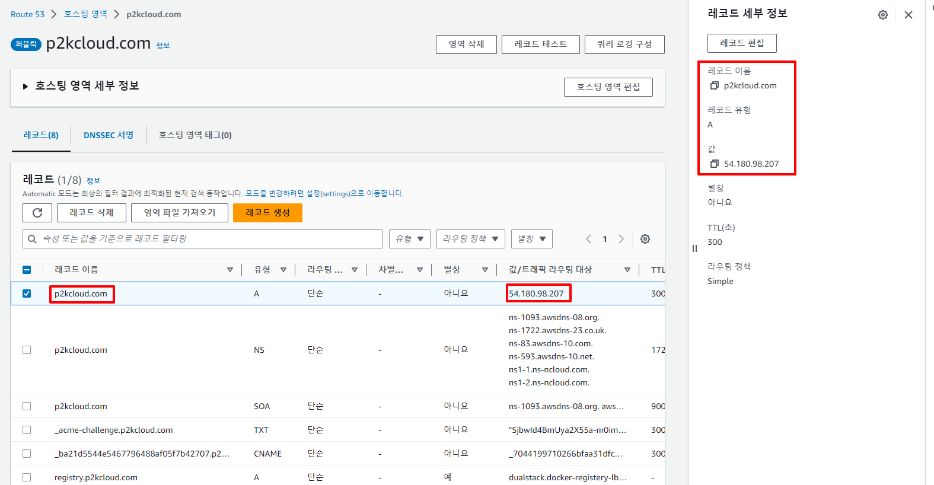 Route 53 > 호스팅 영역 > p2kcloud.com
퍼블릭 p2kcloud.com 정보
영역 삭제 레코드 테스트 쿼리 로깅 구성
▶ 호스팅 영역 세부 정보
호스팅 영역 편집
레코드(8) DNSSEC 서명 호스팅 영역 태그(0)
레코드 (1/8) 정보
Automatic 모드는 최상의 필터 결과에 최적화된 현재 검색 동작입니다. 모드를 변경하려면 설정(settings)으로 이동합니다.
레코드 삭제 영역 파일 가져오기 레코드 생성
속성 또는 값을 기준으로 레코드 필터링
유형 라우팅 정책 별칭 1
레코드 이름 유형 라우팅 ... 차별... 별칭 값/트래픽 라우팅 대상 TTL
p2kcloud.com A 단순 - 아니요 54.180.98.207 300
p2kcloud.com NS 단순 - 아니요 ns-1093.awsdns-08.org. 172
ns-1722.awsdns-23.co.uk.
ns-83.awsdns-10.com.
ns-593.awsdns-10.net.
ns1-1.ns-ncloud.com.
ns1-2.ns-ncloud.com.
p2kcloud.com SOA 단순 - 아니요 ns-1093.awsdns-08.org. aws... 900
_acme-challenge.p2kcloud.com TXT 단순 - 아니요 300
_ba21d5544e5467796488af05f7b42707.p2... CNAME 단순 - 아니요 _7044199710266bfaa31dfc... 300
registry.p2kcloud.com A 단순 - 예 dualstack.docker-registery-lb... -
레코드 세부 정보
레코드 편집
레코드 이름
p2kcloud.com
레코드 유형
A
값
54.180.98.207
별칭
아니요
TTL(초)
300
라우팅 정책
Simple